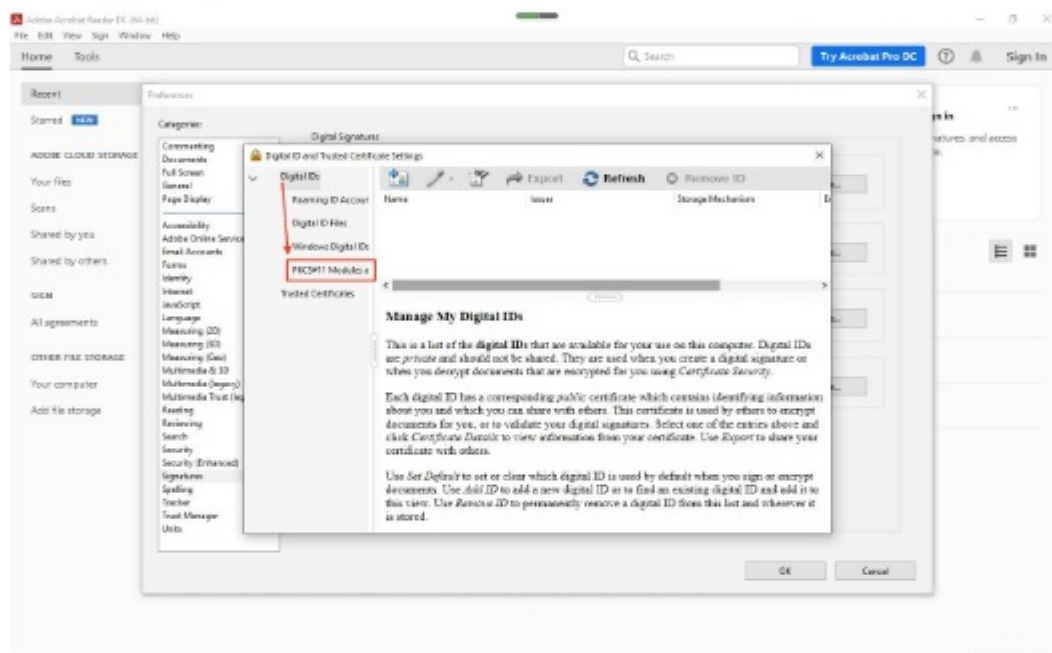 Adobe Acrobat Reader DC (64-bit)
File Edit View Sign Window Help
Home Tools
Search
Try Acrobat Pro DC
Sign In
Recent
Starred NEW
ADOBE CLOUD STORAGE
Your files
Scans
Shared by you
Shared by others
SIGN
All agreements
OTHER FILE STORAGE
Your computer
Add file storage
Preferences
Categories:
Commenting
Documents
Full Screen
General
Page Display
Accessibility
Adobe Online Service
Email Accounts
Forms
Identity
Internet
JavaScript
Language
Measuring (2D)
Measuring (3D)
Measuring (Geo)
Multimedia & 3D
Multimedia (legacy)
Multimedia Trust (leg
Reading
Reviewing
Search
Security
Security (Enhanced)
Signatures
Spelling
Tracker
Trust Manager
Units
Digital Signatures
Digital ID and Trusted Certificate Settings
Digital IDs
Roaming ID Accour
Digital ID Files
Windows Digital IDs
PKCS#11 Modules a
Trusted Certificates
Export Refresh Remove ID
Name Issuer Storage Mechanism
Manage My Digital IDs
This is a list of the digital IDs that are available for your use on this computer. Digital IDs
are private and should not be shared. They are used when you create a digital signature or
when you decrypt documents that are encrypted for you using Certificate Security.
Each digital ID has a corresponding public certificate which contains identifying information
about you and which you can share with others. This certificate is used by others to encrypt
documents for you, or to validate your digital signatures. Select one of the entries above and
click Certificate Details to view information from your certificate. Use Export to share your
certificate with others.
Use Set Default to set or clear which digital ID is used by default when you sign or encrypt
documents. Use Add ID to add a new digital ID or to find an existing digital ID and add it to
this view. Use Remove ID to permanently remove a digital ID from this list and wherever it
is stored.
OK
Cancel
n in
natures, and access